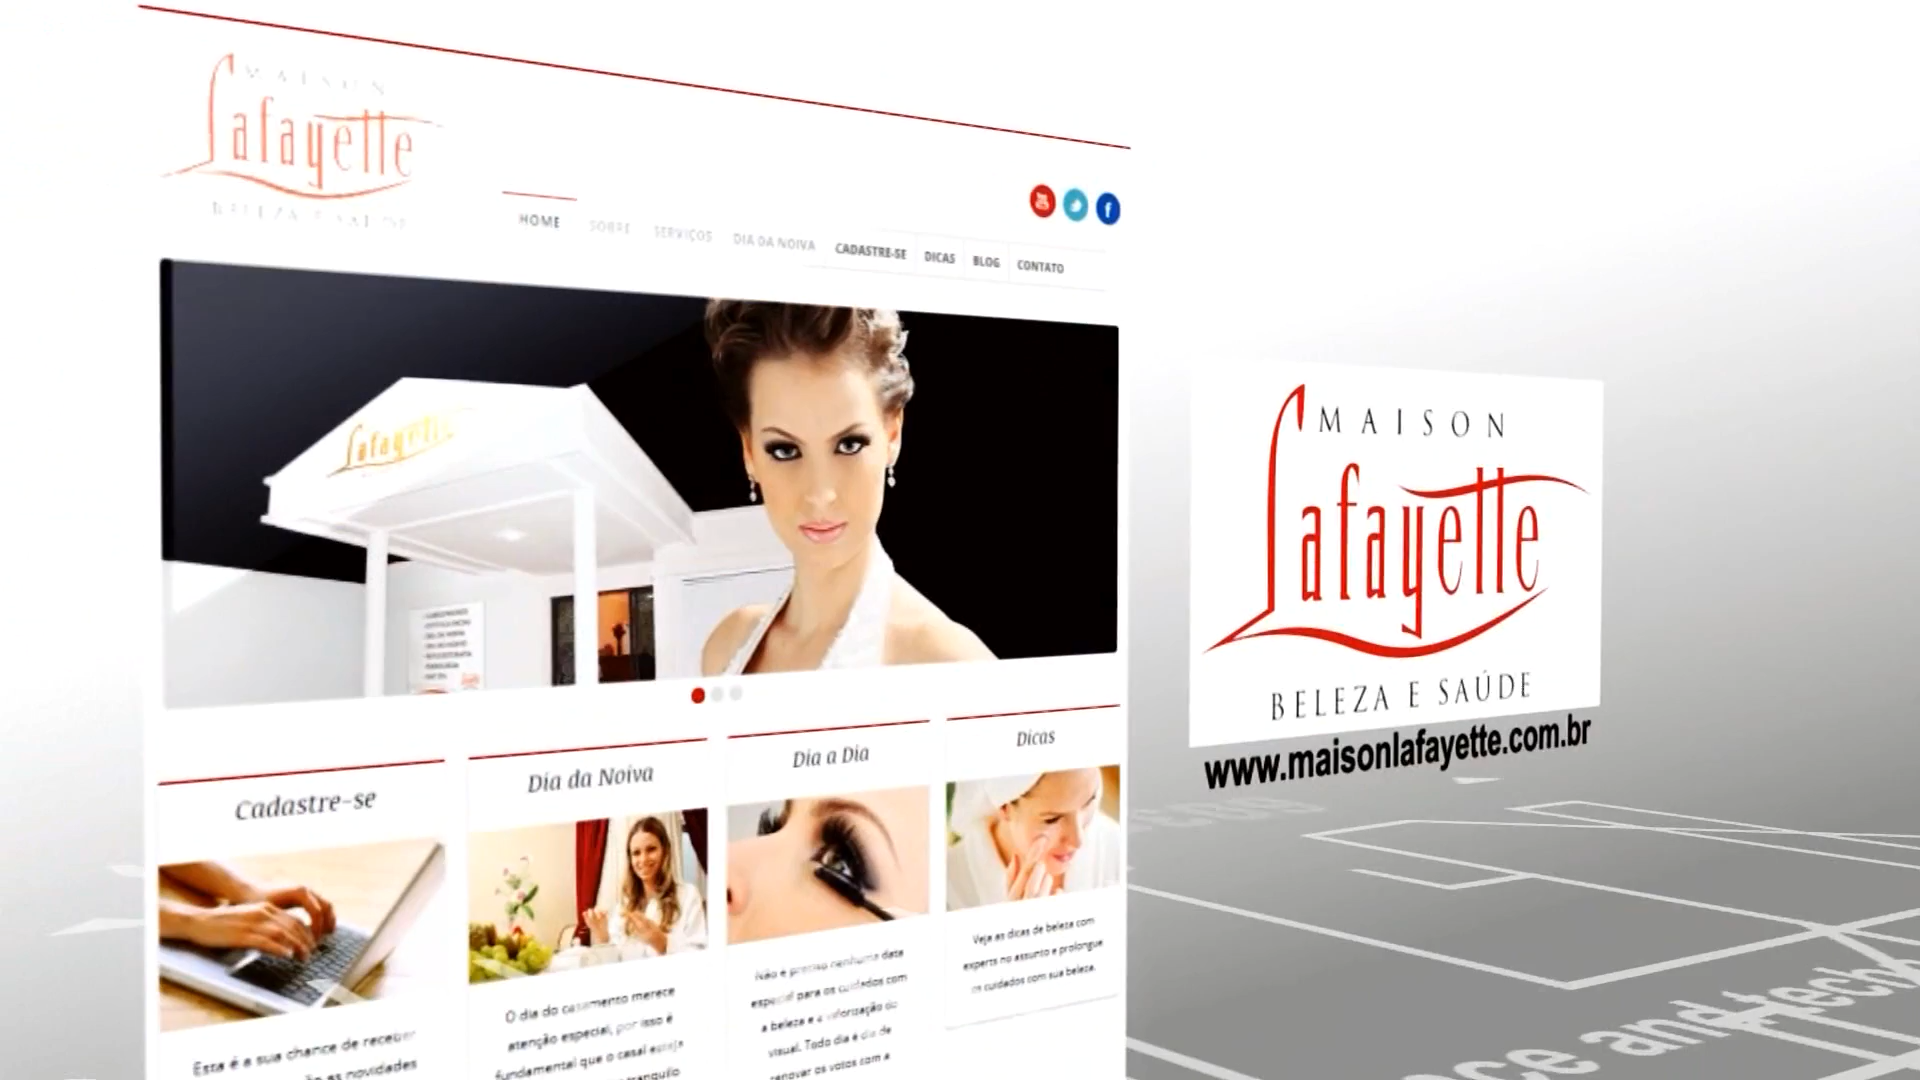 MAISON
Lafayette
BELEZA E SAÚDE
HOME SOBRE SERVIÇOS DIA DA NOIVA CADASTRE-SE DICAS BLOG CONTATO
Lafayette
Cadastre-se
Esta é a sua chance de receber
as novidades
Dia da Noiva
O dia do casamento merece
atenção especial, por isso é
fundamental que o casal esteja
tranquilo
Dia a Dia
Não é preciso nenhuma data
especial para os cuidados com
a beleza e a valorização do
visual. Todo dia é dia de
renovar os votos com a
Dicas
Veja as dicas de beleza com
experts no assunto e prolongue
os cuidados com sua beleza.
MAISON
Lafayette
BELEZA E SAÚDE
www.maisonlafayette.com.br